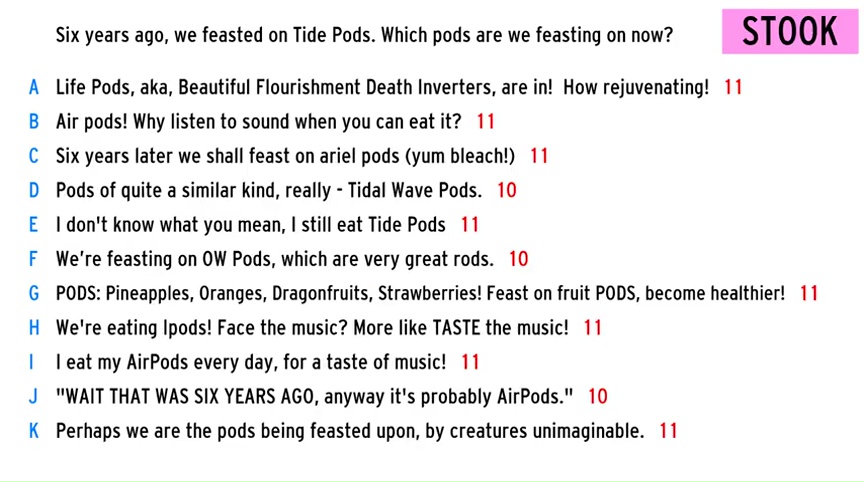 Six years ago, we feasted on Tide Pods. Which pods are we feasting on now?
STOOK
A Life Pods, aka, Beautiful Flourishment Death Inverters, are in! How rejuvenating! 11
B Air pods! Why listen to sound when you can eat it? 11
C Six years later we shall feast on ariel pods (yum bleach!) 11
D Pods of quite a similar kind, really - Tidal Wave Pods. 10
E I don't know what you mean, I still eat Tide Pods 11
F We're feasting on OW Pods, which are very great rods. 10
G PODS: Pineapples, Oranges, Dragonfruits, Strawberries! Feast on fruit PODS, become healthier! 11
H We're eating Ipods! Face the music? More like TASTE the music! 11
I I eat my AirPods every day, for a taste of music! 11
J "WAIT THAT WAS SIX YEARS AGO, anyway it's probably AirPods." 10
K Perhaps we are the pods being feasted upon, by creatures unimaginable. 11